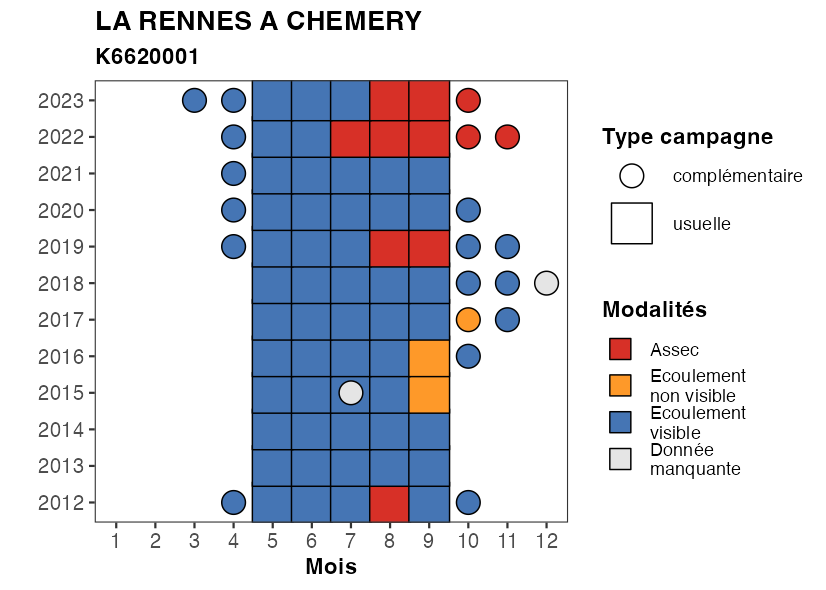 LA RENNES A CHEMERY
K6620001
2023
2022
2021
2020
2019
2018
2017
2016
2015
2014
2013
2012
1 2 3 4 5 6 7 8 9 10 11 12
Mois
Type campagne
complémentaire
usuelle
Modalités
Assec
Ecoulement
non visible
Ecoulement
visible
Donnée
manquante